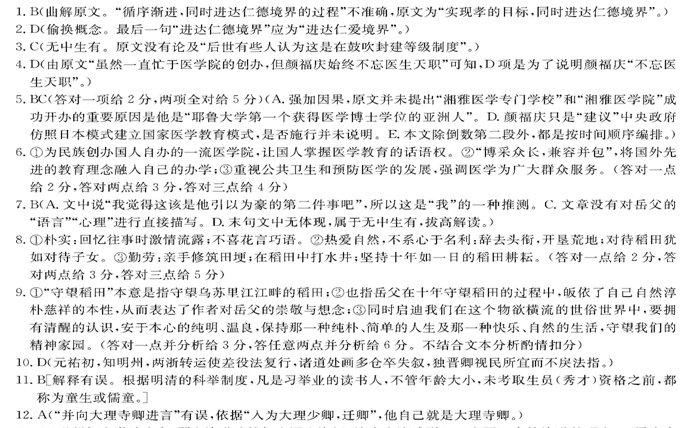 1. B(曲解原文。“循序渐进,同时进达仁德境界的过程”不准确,原文为“实现孝的目标,同时进达仁德境界”。)
2. D(偷换概念。最后一句“进达仁德境界”应为“进达仁爱境界”。)
3. C(无中生有。原文没有论及“后世有些人认为这是在鼓吹封建等级制度”。)
4. D(由原文“虽然一直忙于医学院的创办,但颜福庆始终不忘医生天职”可知,D项是为了说明颜福庆“不忘医
生天职”。)
5. BC(答对一项给2分,两项全对给5分)(A.强加因果,原文并未提出“湘雅医学专门学校”和“湘雅医学院”成
功开办的重要原因是他是“耶鲁大学第一个获得医学博士学位的亚洲人”。D.颜福庆只是“建议”中央政府
仿照日本模式建立国家医学教育模式,是否施行并未说明。E.本文除倒数第二段外,都是按时间顺序编排。)
6. ①为民族创办国人自办的一流医学院,让国人掌握医学教育的话语权。②“博采众长,兼容并包”,将国外先
进的教育理念融入自己的办学;③重视公共卫生和预防医学的发展,强调医学为广大群众服务。(答对一点
给2分,答对两点给3分,答对三点给4分)
7. B(A.文中说“我觉得这该是他引以为豪的第二件事吧”,所以这是“我”的一种推测。C.文章没有对岳父的
“语言”“心理”进行直接描写。D.末句文中无体现,属于无中生有,拔高解读。)
8. ①朴实:回忆往事时激情流露;不喜花言巧语。②热爱自然,不系心于名利:辞去头衔,开垦荒地;对待稻田犹
如对待子女。③勤劳:亲手修筑田埂;在稻田中打水井;坚持十年如一日的稻田耕耘。(答对一点给2分,答
对两点给3分,答对三点给5分)
9. ①“守望稻田”本意是指守望乌苏里江江畔的稻田;②也指岳父在十年守望稻田的过程中,皈依了自己自然淳
朴慈祥的本性,从而表达了作者对岳父的崇敬与想念;③同时启迪我们在这个物欲横流的世俗世界中,要拥
有清醒的认识,安于本心的纯明、温良,保持那一种纯朴、简单的人生及那一种快乐、自然的生活,守望我们的
精神家园。(答对一点并分析给3分,答任意两点并分析给6分。不结合文本分析酌情扣分)
10. D(元祐初,知明州,两浙转运使差役法复行,诸道处画多仓卒失叙,独晋卿视民所宜而不戾法指。)
11. B[解释有误。根据明清的科举制度,凡是习举业的读书人,不管年龄大小,未考取生员(秀才)资格之前,都
称为童生或儒童。]
12. A(“并向大理寺卿进言”有误,依据“入为大理少卿,迁卿”,他自己就是大理寺卿。)